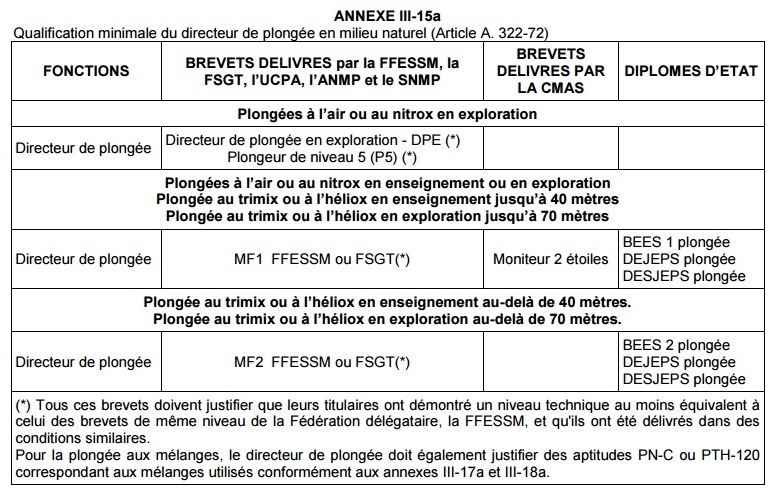 ANNEXE III-15a
Qualification minimale du directeur de plongée en milieu naturel (Article A. 322-72)
FONCTIONS
BREVETS DELIVRES par la FFESSM, la
FSGT, l’UCPA, l’ANMP et le SNMP
BREVETS
DELIVRES PAR
LA CMAS
DIPLOMES D’ETAT
Plongées à l’air ou au nitrox en exploration
Directeur de plongée
Directeur de plongée en exploration - DPE (*)
Plongeur de niveau 5 (P5) (*)
Plongées à l’air ou au nitrox en enseignement ou en exploration
Plongée au trimix ou à l’héliox en enseignement jusqu’à 40 mètres
Plongée au trimix ou à l’héliox en exploration jusqu’à 70 mètres
Directeur de plongée
MF1 FFESSM ou FSGT(*)
Moniteur 2 étoiles
BEES 1 plongée
DEJEPS plongée
DESJEPS plongée
Plongée au trimix ou à l’héliox en enseignement au-delà de 40 mètres.
Plongée au trimix ou à l’héliox en exploration au-delà de 70 mètres.
Directeur de plongée
MF2 FFESSM ou FSGT(*)
BEES 2 plongée
DEJEPS plongée
DESJEPS plongée
(*) Tous ces brevets doivent justifier que leurs titulaires ont démontré un niveau technique au moins équivalent à
celui des brevets de même niveau de la Fédération délégataire, la FFESSM, et qu'ils ont été délivrés dans des
conditions similaires.
Pour la plongée aux mélanges, le directeur de plongée doit également justifier des aptitudes PN-C ou PTH-120
correspondant aux mélanges utilisés conformément aux annexes III-17a et III-18a.